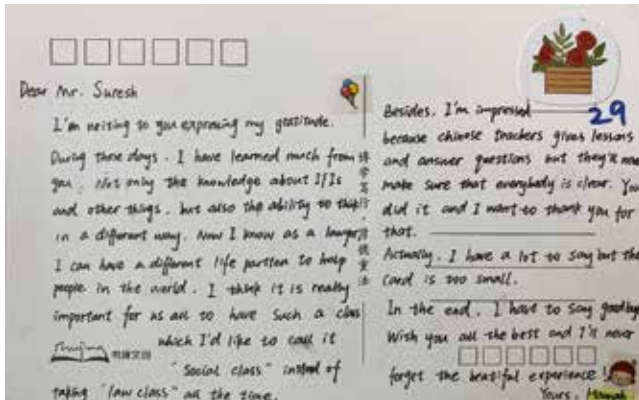 Dear Mr. Suresh
I'm writing to you expressing my gratitude.
During these days. I have learned much from
you. Not only the knowledge about IFIs
and other things. but also the ability to think
in a different way. Now I know as a lawyer
I can have a different life to help
people in the world. I think it is really
important for us all to have such a class
which I'd like to call it
"Social class" instead of
taking "law class" all the time.
Besides. I'm impressed
29
because chinese teachers gives lessons
and answer questions but they'll
make sure that everybody is clear. You
did it and I want to thank you for
that.
Actually. I have a lot to say but the
card is too small.
In the end. I have to say goodbye
Wish you all the best and I'll never
forget the beatiful experience!
Yours, Hannah